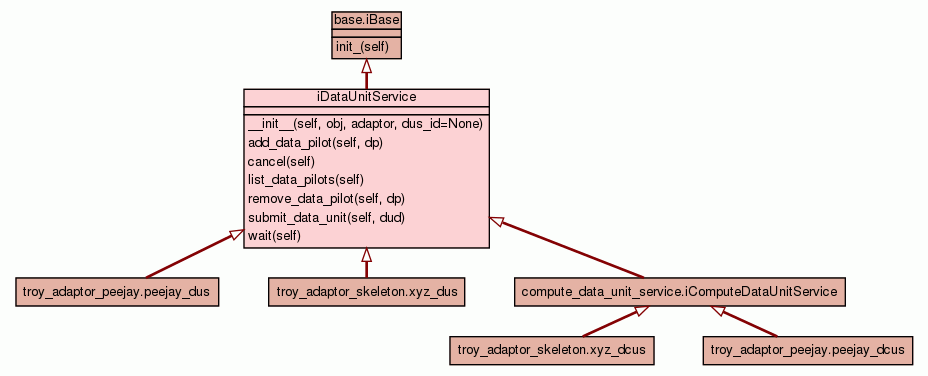 base.iBase
init_(self)
iDataUnitService
__init__(self, obj, adaptor, dus_id=None)
add_data_pilot(self, dp)
cancel(self)
list_data_pilots(self)
remove_data_pilot(self, dp)
submit_data_unit(self, dud)
wait(self)
troy_adaptor_peejay.peejay_dus
troy_adaptor_skeleton.xyz_dus
compute_data_unit_service.iComputeDataUnitService
troy_adaptor_skeleton.xyz_dcus
troy_adaptor_peejay.peejay_dcus